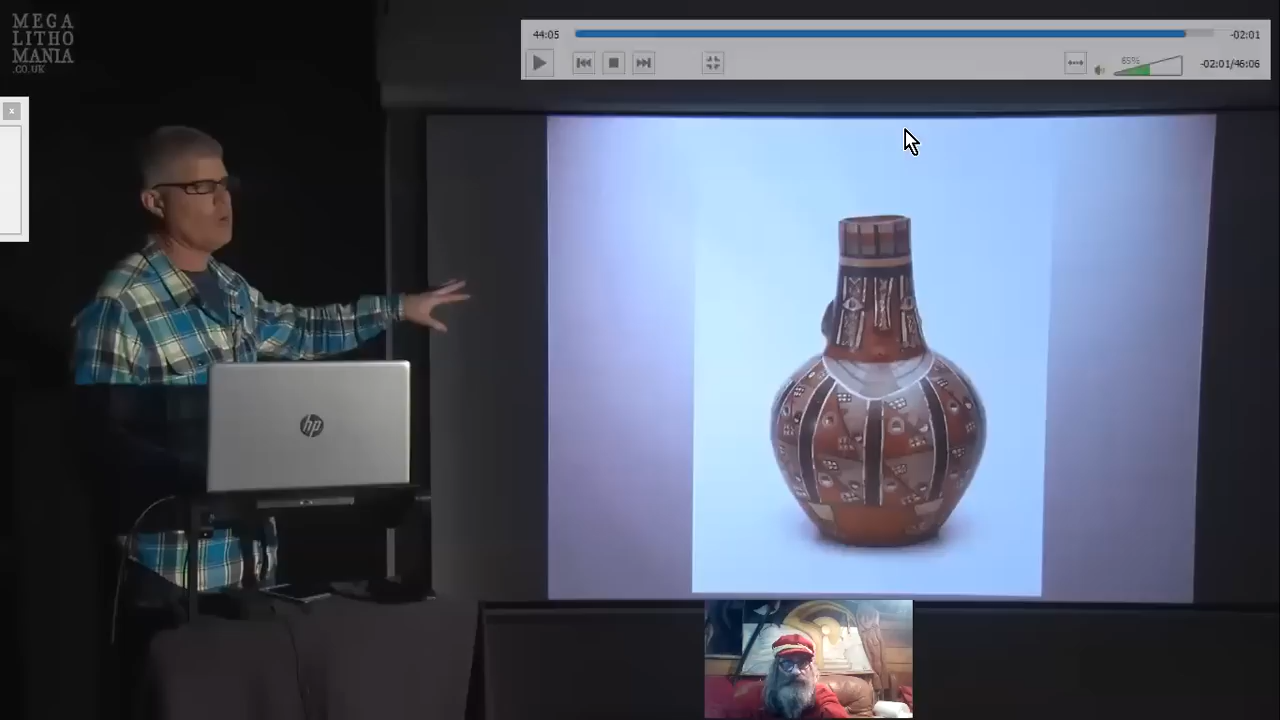 MEGA
LITHO
MANIA
.CO.UK
44:05
-02:01
65%
-02:01/46:06
x
hp